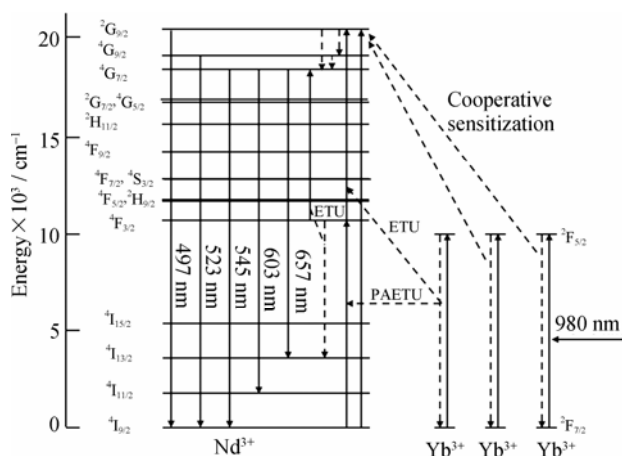 Energy×10³ / cm⁻¹
20
15
10
5
0
²G₉/₂
⁴G₉/₂
⁴G₇/₂
²G₇/₂, ⁴G₅/₂
²H₁₁/₂
⁴F₉/₂
⁴F₇/₂, ⁴S₃/₂
⁴F₅/₂, ²H₉/₂
⁴F₃/₂
⁴I₁₅/₂
⁴I₁₃/₂
⁴I₁₁/₂
⁴I₉/₂
497 nm
523 nm
545 nm
603 nm
657 nm
ETU
ETU
PAETU
Cooperative
sensitization
²F₅/₂
980 nm
²F₇/₂
Nd³⁺
Yb³⁺
Yb³⁺
Yb³⁺